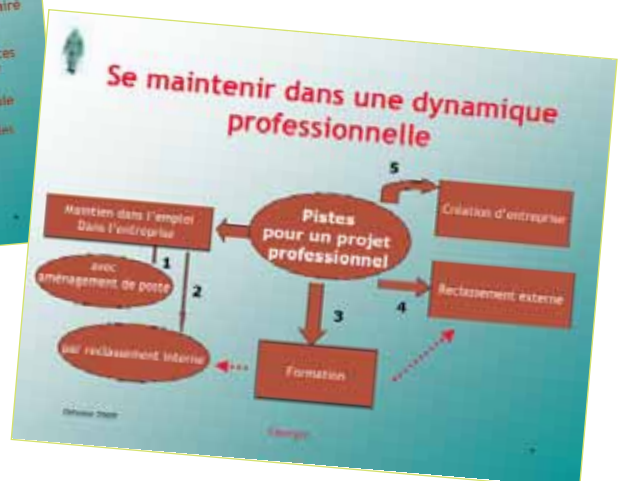 Se maintenir dans une dynamique
professionnelle
5
Maintien dans l'emploi
Dans l'entreprise
Pistes
pour un projet
professionnel
Création d'entreprise
1
avec
aménagement de poste
2
3
4
Reclassement externe
par reclassement interne
Formation